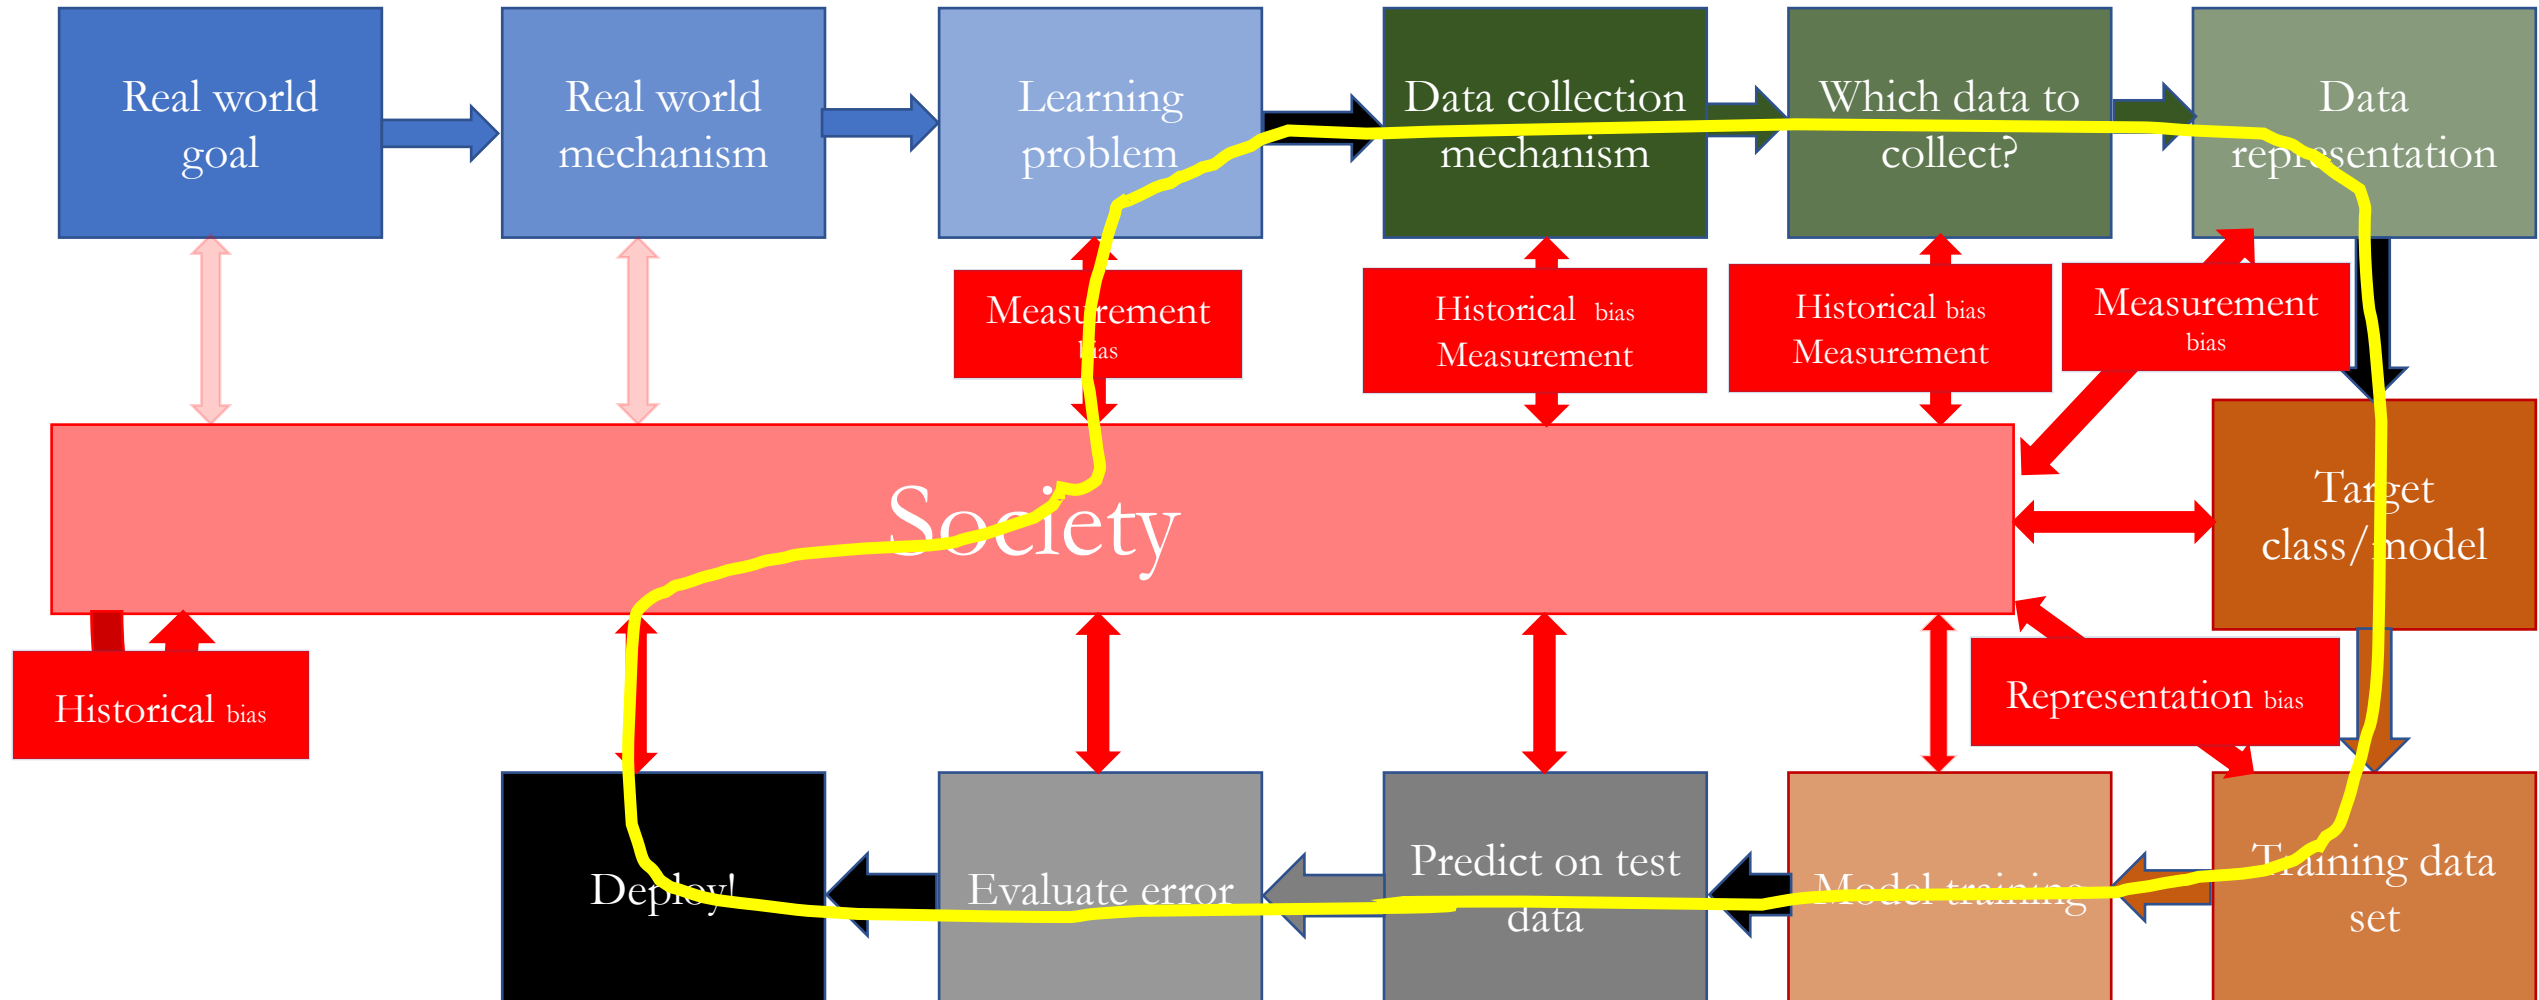 Real world
goal
Real world
mechanism
Learning
problem
Data collection
mechanism
Which data to
collect?
Data
representation
Measurement
bias
Historical bias
Measurement
Historical bias
Measurement
Measurement
bias
Society
Target
class/model
Historical bias
Representation bias
Deploy!
Evaluate error
Predict on test
data
Model training
Training data
set